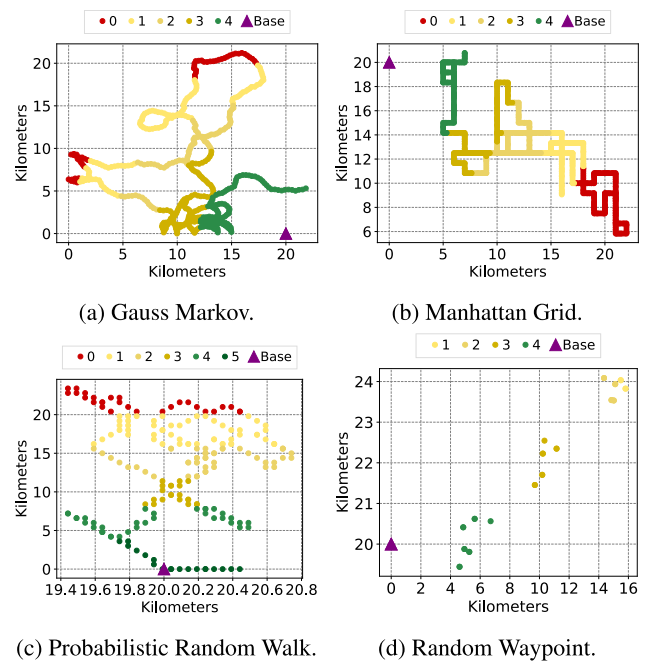 0 1 2 3 4 Base
Kilometers
20
15
10
5
0
0 5 10 15 20
Kilometers
(a) Gauss Markov.
0 1 2 3 4 Base
Kilometers
20
18
16
14
12
10
8
6
0 5 10 15 20
Kilometers
(b) Manhattan Grid.
0 1 2 3 4 5 Base
Kilometers
20
15
10
5
0
19.4 19.6 19.8 20.0 20.2 20.4 20.6 20.8
Kilometers
(c) Probabilistic Random Walk.
1 2 3 4 Base
Kilometers
24
23
22
21
20
0 2 4 6 8 10 12 14 16
Kilometers
(d) Random Waypoint.